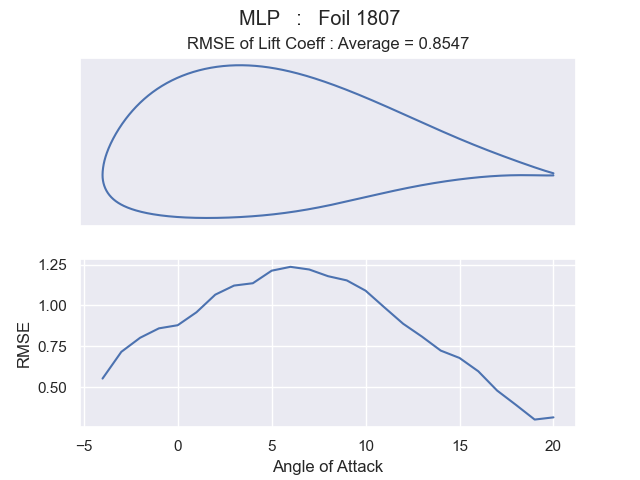 MLP : Foil 1807
RMSE of Lift Coeff : Average = 0.8547
1.25
1.00
0.75
0.50
RMSE
−5 0 5 10 15 20
Angle of Attack